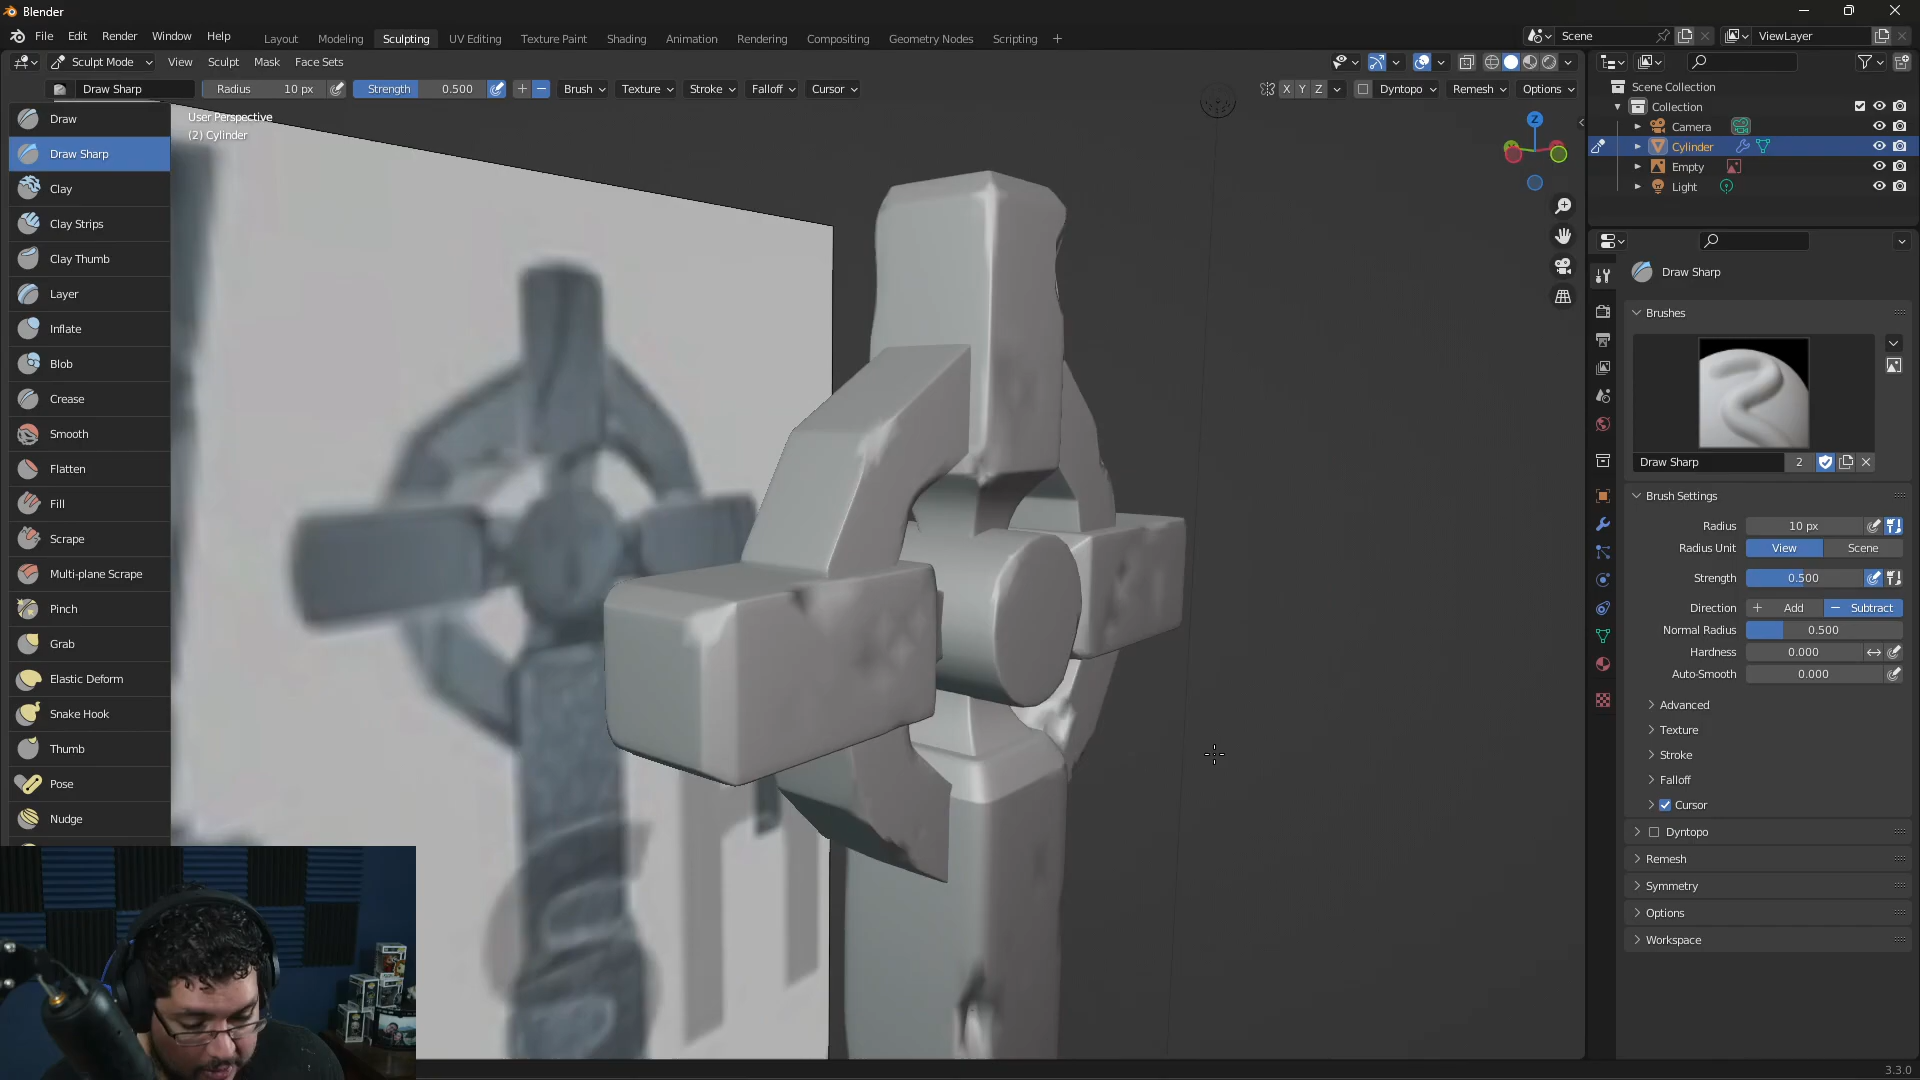 Blender
File Edit Render Window Help
Layout Modeling Sculpting UV Editing Texture Paint Shading Animation Rendering Compositing Geometry Nodes Scripting +
Scene
ViewLayer
Sculpt Mode View Sculpt Mask Face Sets
Draw Sharp Radius 10 px Strength 0.500 Brush Texture Stroke Falloff Cursor
X Y Z Dyntopo Remesh Options
User Perspective
(2) Cylinder
Draw
Draw Sharp
Clay
Clay Strips
Clay Thumb
Layer
Inflate
Blob
Crease
Smooth
Flatten
Fill
Scrape
Multi-plane Scrape
Pinch
Grab
Elastic Deform
Snake Hook
Thumb
Pose
Nudge
Z
Scene Collection
Collection
Camera
Cylinder
Empty
Light
Draw Sharp
Brushes
Draw Sharp 2
Brush Settings
Radius 10 px
Radius Unit View Scene
Strength 0.500
Direction + Add − Subtract
Normal Radius 0.500
Hardness 0.000
Auto-Smooth 0.000
Advanced
Texture
Stroke
Falloff
Cursor
Dyntopo
Remesh
Symmetry
Options
Workspace
3.3.0